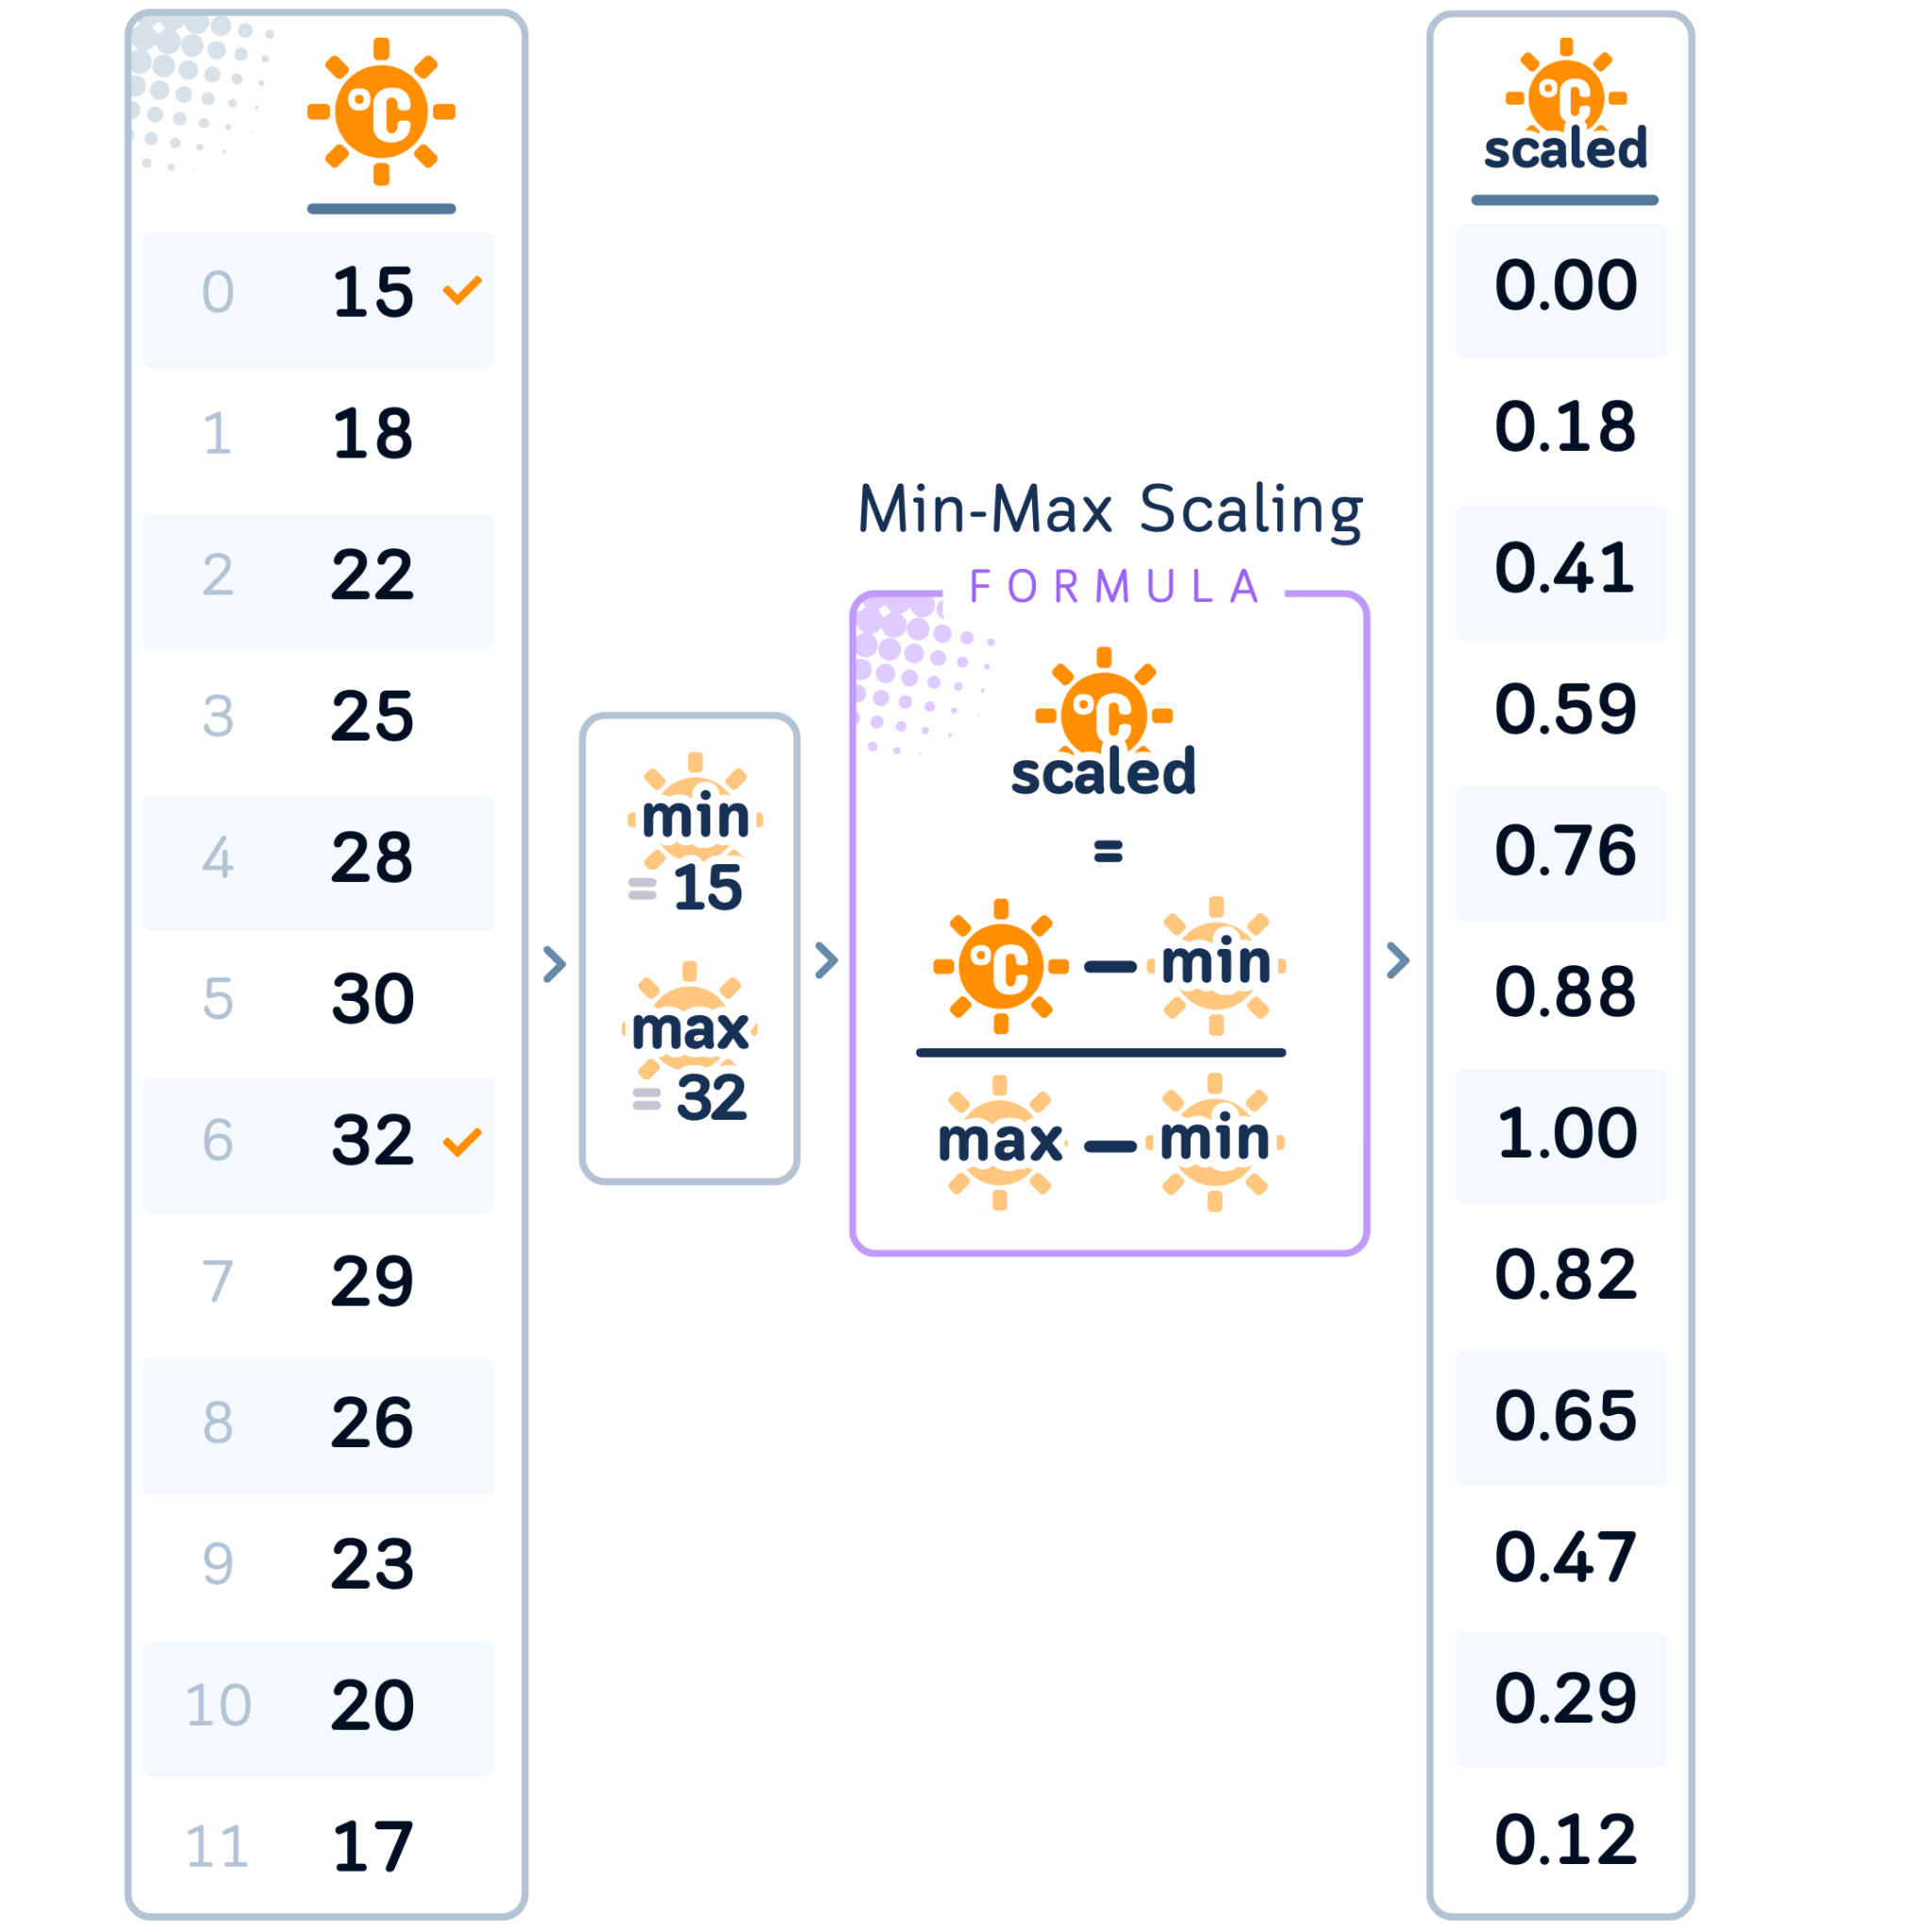 °C
0 15
1 18
2 22
3 25
4 28
5 30
6 32
7 29
8 26
9 23
10 20
11 17
min
= 15
max
= 32
Min-Max Scaling
FORMULA
°C
scaled
=
°C — min
max — min
°C
scaled
0.00
0.18
0.41
0.59
0.76
0.88
1.00
0.82
0.65
0.47
0.29
0.12